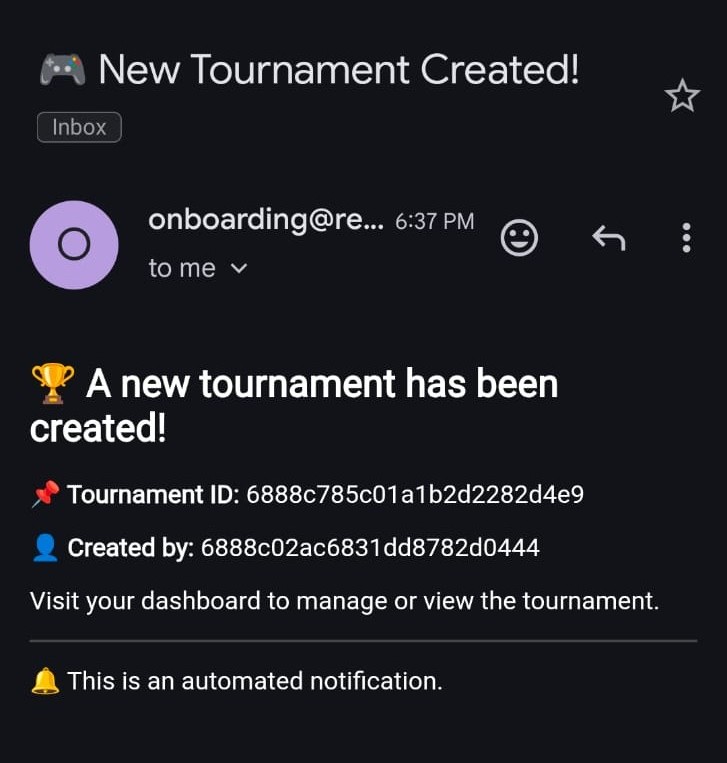 🎮 New Tournament Created!
Inbox
O
onboarding@re... 6:37 PM
to me
🏆 A new tournament has been
created!
📌 Tournament ID: 6888c785c01a1b2d2282d4e9
👤 Created by: 6888c02ac6831dd8782d0444
Visit your dashboard to manage or view the tournament.
🔔 This is an automated notification.